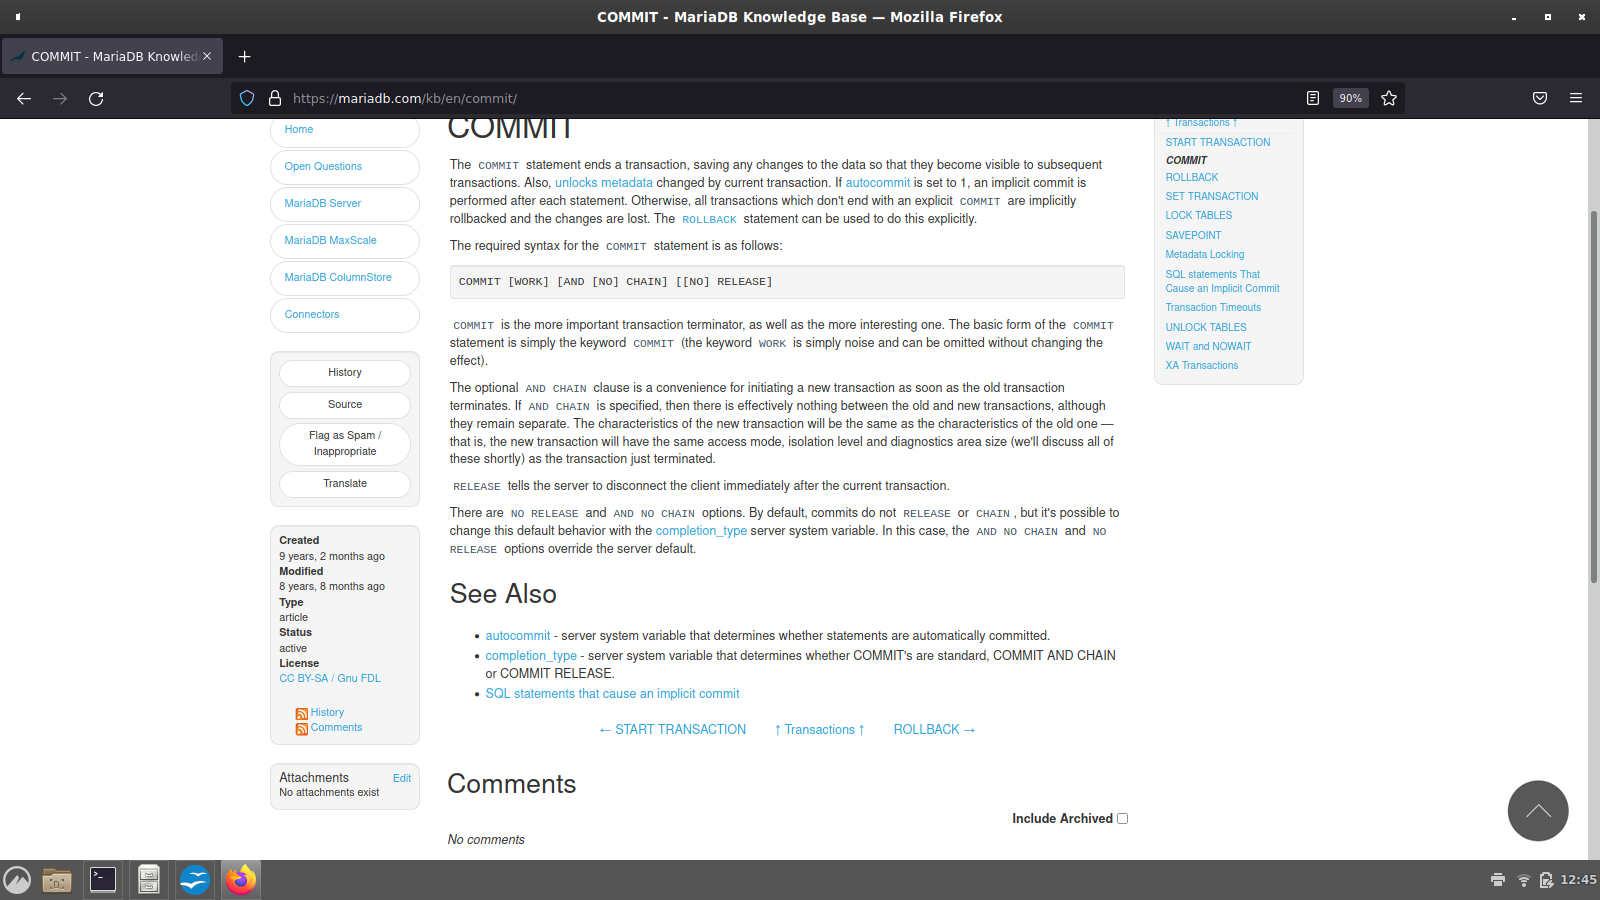 COMMIT - MariaDB Knowledge Base — Mozilla Firefox
COMMIT - MariaDB Knowled
https://mariadb.com/kb/en/commit/
90%
Home
Open Questions
MariaDB Server
MariaDB MaxScale
MariaDB ColumnStore
Connectors
History
Source
Flag as Spam /
Inappropriate
Translate
Created
9 years, 2 months ago
Modified
8 years, 8 months ago
Type
article
Status
active
License
CC BY-SA / Gnu FDL
History
Comments
Attachments Edit
No attachments exist
COMMIT
The COMMIT statement ends a transaction, saving any changes to the data so that they become visible to subsequent
transactions. Also, unlocks metadata changed by current transaction. If autocommit is set to 1, an implicit commit is
performed after each statement. Otherwise, all transactions which don't end with an explicit COMMIT are implicitly
rollbacked and the changes are lost. The ROLLBACK statement can be used to do this explicitly.
The required syntax for the COMMIT statement is as follows:
COMMIT [WORK] [AND [NO] CHAIN] [[NO] RELEASE]
COMMIT is the more important transaction terminator, as well as the more interesting one. The basic form of the COMMIT
statement is simply the keyword COMMIT (the keyword WORK is simply noise and can be omitted without changing the
effect).
The optional AND CHAIN clause is a convenience for initiating a new transaction as soon as the old transaction
terminates. If AND CHAIN is specified, then there is effectively nothing between the old and new transactions, although
they remain separate. The characteristics of the new transaction will be the same as the characteristics of the old one —
that is, the new transaction will have the same access mode, isolation level and diagnostics area size (we'll discuss all of
these shortly) as the transaction just terminated.
RELEASE tells the server to disconnect the client immediately after the current transaction.
There are NO RELEASE and AND NO CHAIN options. By default, commits do not RELEASE or CHAIN , but it's possible to
change this default behavior with the completion_type server system variable. In this case, the AND NO CHAIN and NO
RELEASE options override the server default.
See Also
• autocommit - server system variable that determines whether statements are automatically committed.
• completion_type - server system variable that determines whether COMMIT's are standard, COMMIT AND CHAIN
or COMMIT RELEASE.
• SQL statements that cause an implicit commit
← START TRANSACTION ↑ Transactions ↑ ROLLBACK →
Comments
Include Archived
No comments
↑ Transactions ↑
START TRANSACTION
COMMIT
ROLLBACK
SET TRANSACTION
LOCK TABLES
SAVEPOINT
Metadata Locking
SQL statements That
Cause an Implicit Commit
Transaction Timeouts
UNLOCK TABLES
WAIT and NOWAIT
XA Transactions
12:45